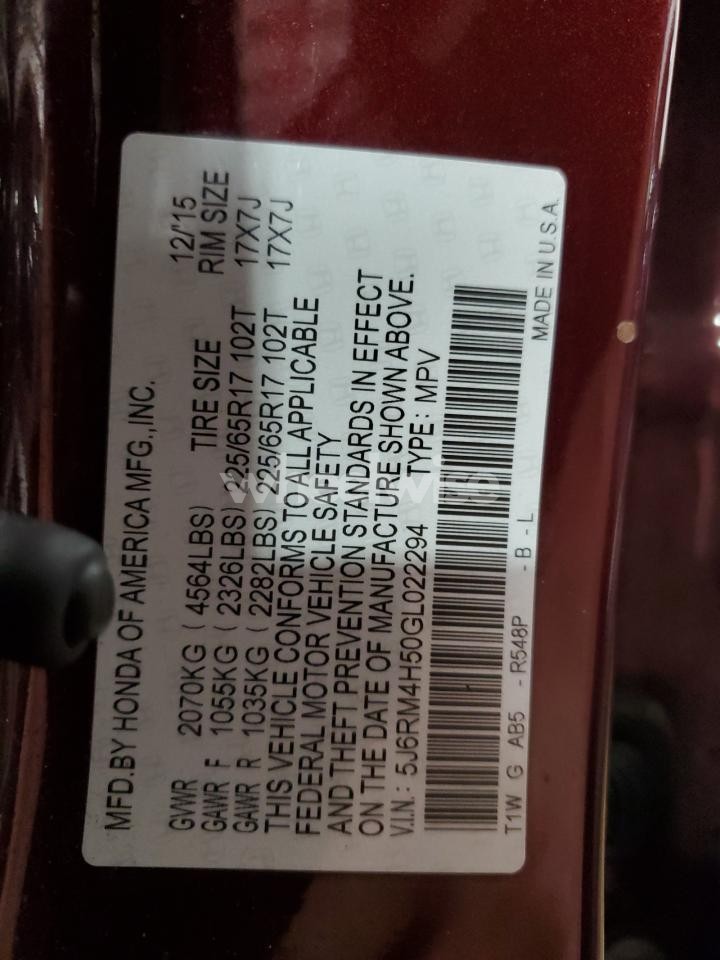 MFD.BY HONDA OF AMERICA MFG.,INC.
12/'15
GVWR 2070KG ( 4564LBS) TIRE SIZE RIM SIZE
GAWR F 1055KG ( 2326LBS) 225/65R17 102T 17X7J
GAWR R 1035KG ( 2282LBS) 225/65R17 102T 17X7J
THIS VEHICLE CONFORMS TO ALL APPLICABLE
FEDERAL MOTOR VEHICLE SAFETY
AND THEFT PREVENTION STANDARDS IN EFFECT
ON THE DATE OF MANUFACTURE SHOWN ABOVE.
V.I.N.: 5J6RM4H50GL022294 TYPE: MPV
T1W G AB5 - R548P - B - L MADE IN U.S.A.